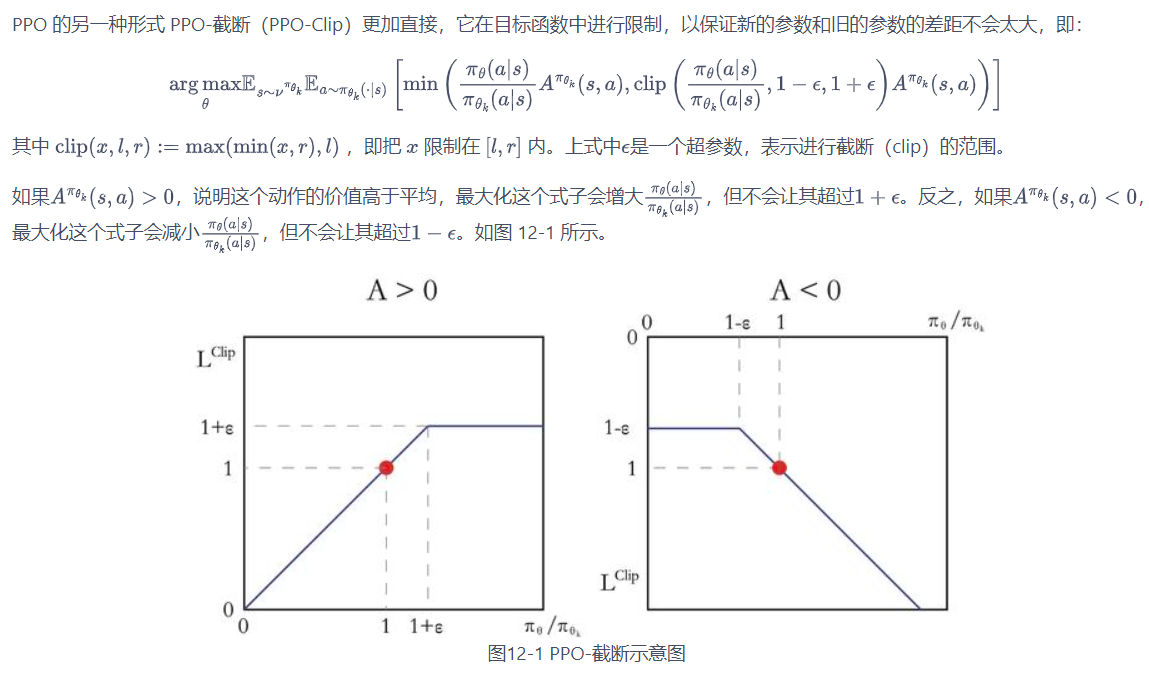 PPO 的另一种形式 PPO-截断（PPO-Clip）更加直接，它在目标函数中进行限制，以保证新的参数和旧的参数的差距不会太大，即：
$\underset{\theta}{\arg\max}\mathbb{E}_{s\sim\nu^{\pi_{\theta_k}}}\mathbb{E}_{a\sim\pi_{\theta_k}(\cdot|s)}\left[\min\left(\frac{\pi_\theta(a|s)}{\pi_{\theta_k}(a|s)}A^{\pi_{\theta_k}}(s,a),\text{clip}\left(\frac{\pi_\theta(a|s)}{\pi_{\theta_k}(a|s)},1-\epsilon,1+\epsilon\right)A^{\pi_{\theta_k}}(s,a)\right)\right]$
其中 $\text{clip}(x,l,r):=\max(\min(x,r),l)$ ，即把 $x$ 限制在 $[l,r]$ 内。上式中$\epsilon$是一个超参数，表示进行截断（clip）的范围。
如果$A^{\pi_{\theta_k}}(s,a)>0$，说明这个动作的价值高于平均，最大化这个式子会增大$\frac{\pi_\theta(a|s)}{\pi_{\theta_k}(a|s)}$，但不会让其超过$1+\epsilon$。反之，如果$A^{\pi_{\theta_k}}(s,a)<0$，
最大化这个式子会减小$\frac{\pi_\theta(a|s)}{\pi_{\theta_k}(a|s)}$，但不会让其超过$1-\epsilon$。如图 12-1 所示。
A > 0
L^{Clip}
1+ε
1
0
0 1 1+ε π_θ/π_{θ_k}
A < 0
0 1-ε 1 π_θ/π_{θ_k}
0
1-ε
1
L^{Clip}
图12-1 PPO-截断示意图